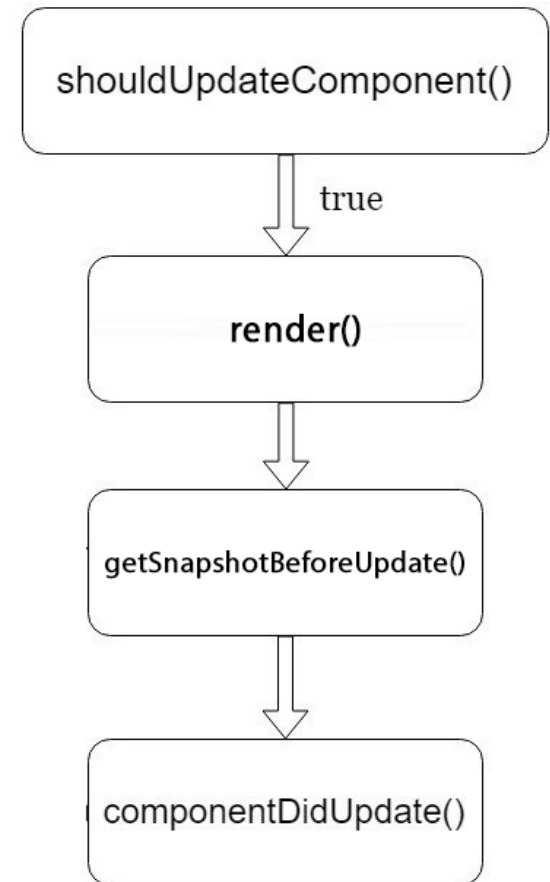 shouldUpdateComponent()
true
render()
getSnapshotBeforeUpdate()
componentDidUpdate()